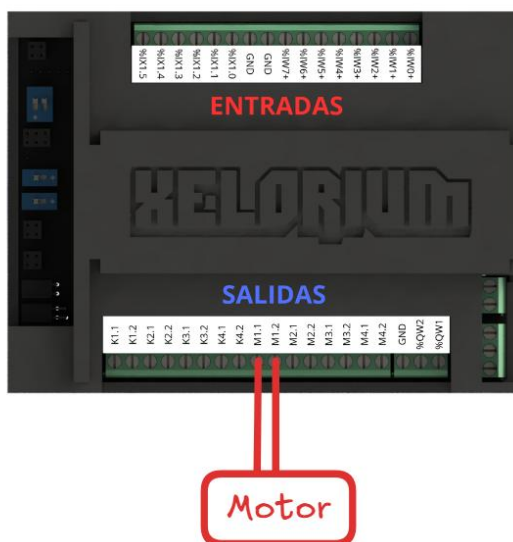 %IX1.5 %IX1.4 %IX1.3 %IX1.2 %IX1.1 %IX1.0 GND GND %IW7+ %IW6+ %IW5+ %IW4+ %IW3+ %IW2+ %IW1+ %IW0+
ENTRADAS
XELORIUM
SALIDAS
K1.1 K1.2 K2.1 K2.2 K3.1 K3.2 K4.1 K4.2 M1.1 M1.2 M2.1 M2.2 M3.1 M3.2 M4.1 M4.2 GND %QW2 %QW1
Motor